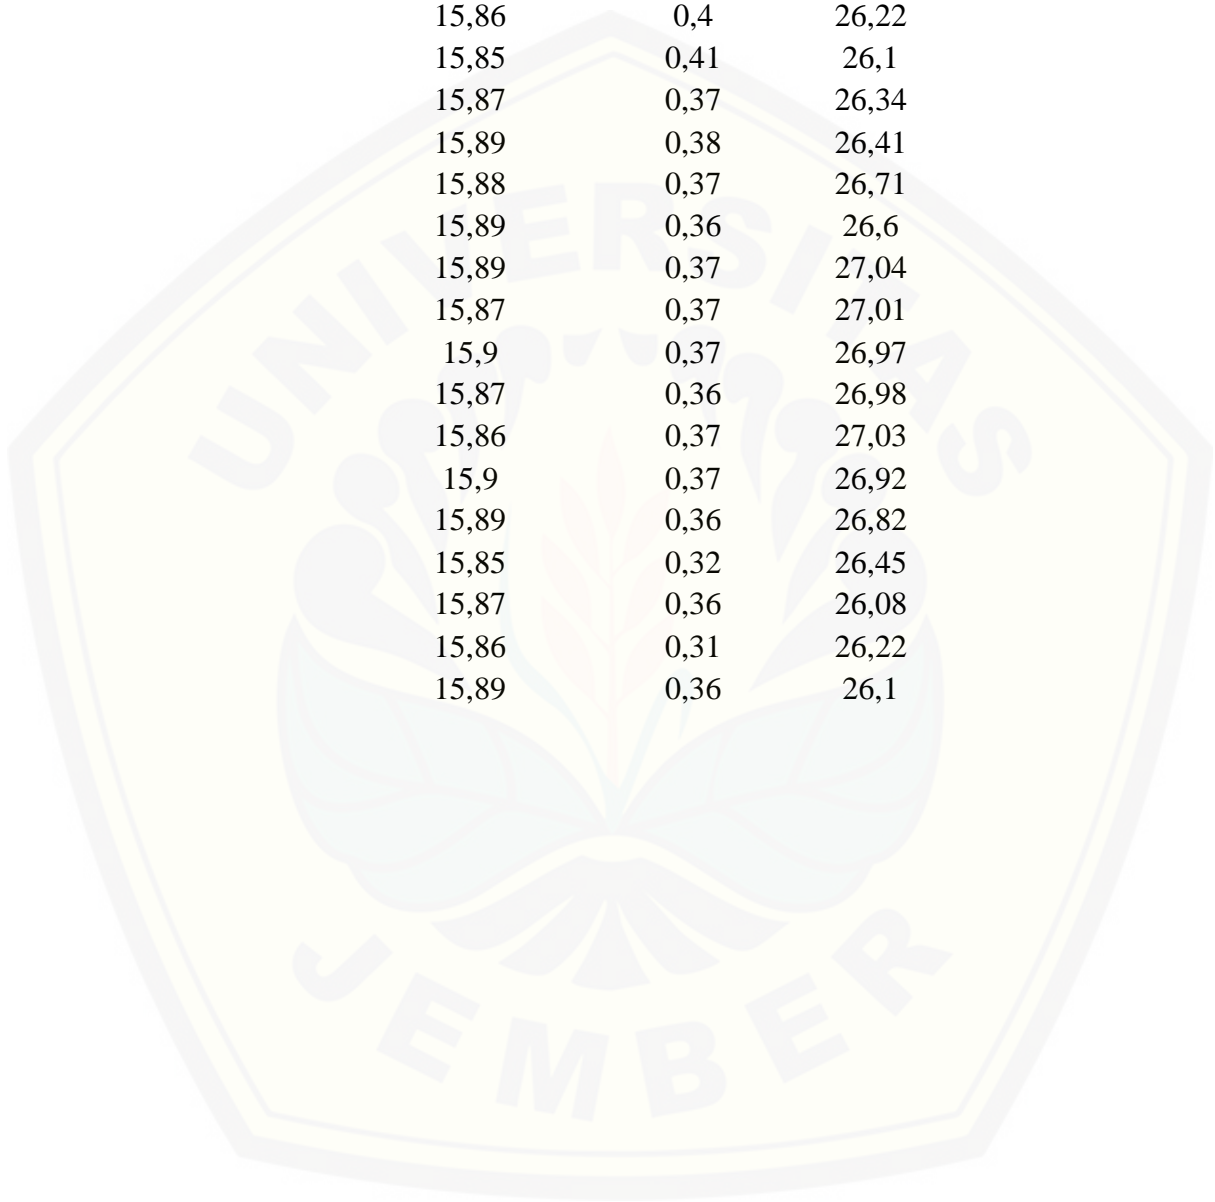 15,86 0,4 26,22
15,85 0,41 26,1
15,87 0,37 26,34
15,89 0,38 26,41
15,88 0,37 26,71
15,89 0,36 26,6
15,89 0,37 27,04
15,87 0,37 27,01
15,9 0,37 26,97
15,87 0,36 26,98
15,86 0,37 27,03
15,9 0,37 26,92
15,89 0,36 26,82
15,85 0,32 26,45
15,87 0,36 26,08
15,86 0,31 26,22
15,89 0,36 26,1
UNIVERSITAS
JEMBER